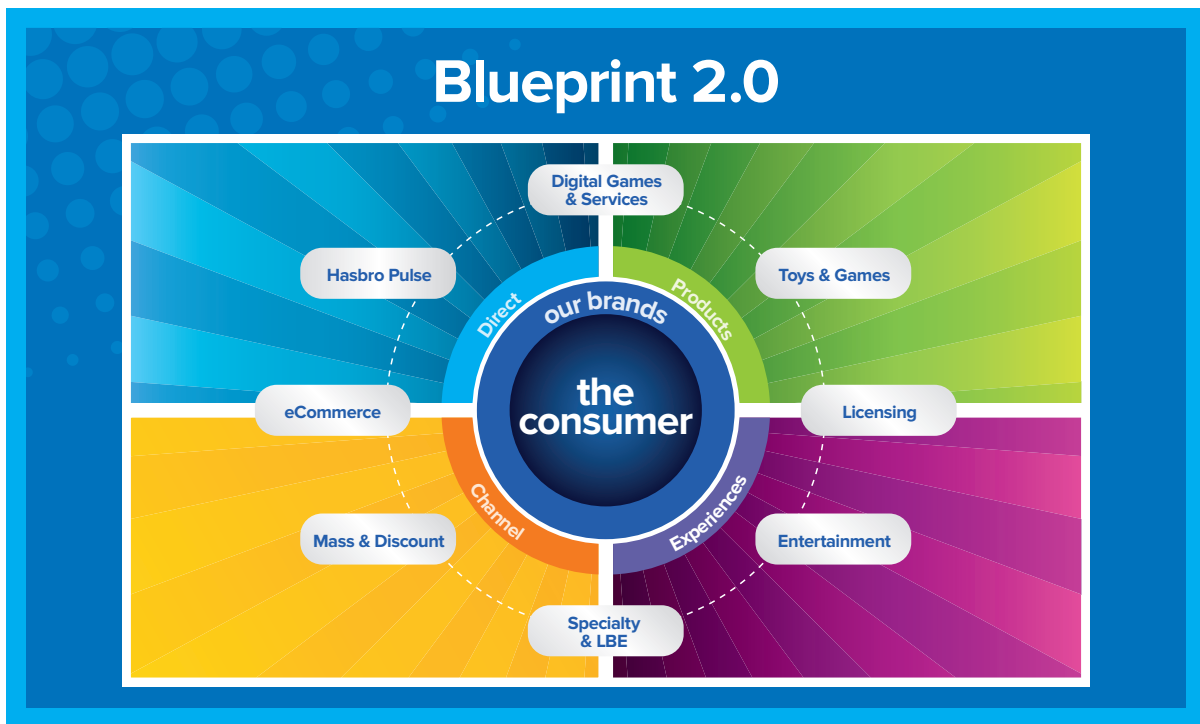 Blueprint 2.0
Digital Games
& Services
Hasbro Pulse
Toys & Games
Direct
our brands
Products
the
consumer
eCommerce
Licensing
Channel
Experiences
Mass & Discount
Entertainment
Specialty
& LBE